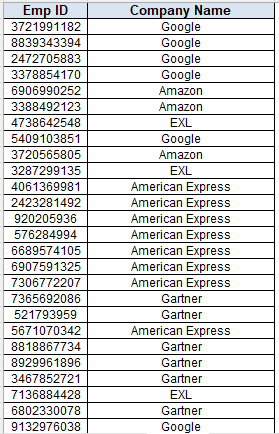 Emp ID Company Name
3721991182 Google
8839343394 Google
2472705883 Google
3378854170 Google
6906990252 Amazon
3388492123 Amazon
4738642548 EXL
5409103851 Google
3720565805 Amazon
3287299135 EXL
4061369981 American Express
2423281492 American Express
920205936 American Express
576284994 American Express
6689574105 American Express
6907591325 American Express
7306772207 American Express
7365692086 Gartner
521793959 Gartner
5671070342 American Express
8818867734 Gartner
8929961896 Gartner
3467852721 Gartner
7136884428 EXL
6802330078 Gartner
9132976038 Google